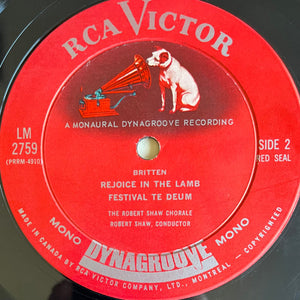 RCA VICTOR
A MONAURAL DYNAGROOVE RECORDING
LM
2759
(PRRM-4910)
SIDE 2
RED SEAL
BRITTEN
REJOICE IN THE LAMB
FESTIVAL TE DEUM
THE ROBERT SHAW CHORALE
ROBERT SHAW, CONDUCTOR
MONO DYNAGROOVE MONO
MADE IN CANADA BY RCA VICTOR COMPANY, LTD., MONTREAL - COPYRIGHTED